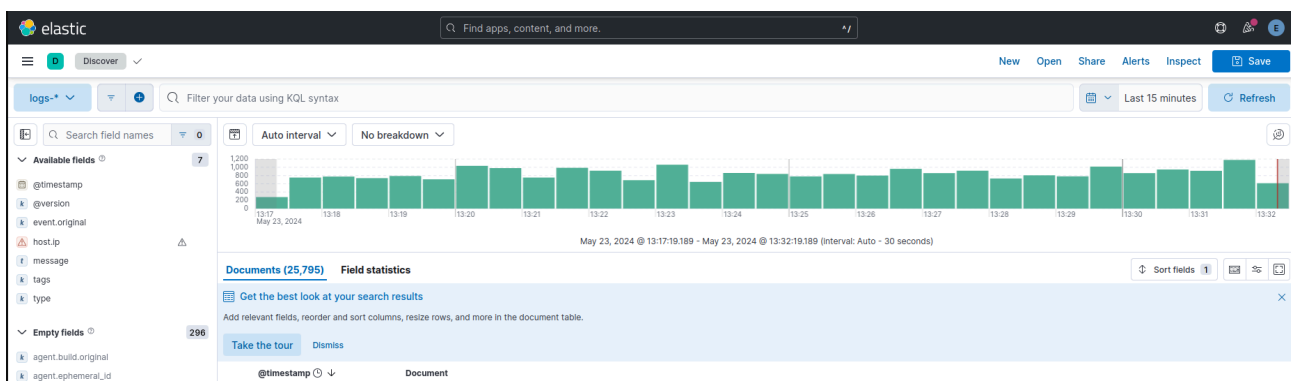 elastic
Find apps, content, and more.
^/
E
D
Discover
New Open Share Alerts Inspect Save
logs-*
Filter your data using KQL syntax
Last 15 minutes
Refresh
Search field names
0
Auto interval
No breakdown
Available fields
7
@timestamp
@version
event.original
host.ip
message
tags
type
Empty fields
296
agent.build.original
agent.ephemeral_id
1,200
1,000
800
600
400
200
0
13:17 13:18 13:19 13:20 13:21 13:22 13:23 13:24 13:25 13:26 13:27 13:28 13:29 13:30 13:31 13:32
May 23, 2024
May 23, 2024 @ 13:17:19.189 - May 23, 2024 @ 13:32:19.189 (interval: Auto - 30 seconds)
Documents (25,795) Field statistics
Sort fields 1
Get the best look at your search results
Add relevant fields, reorder and sort columns, resize rows, and more in the document table.
Take the tour Dismiss
@timestamp Document